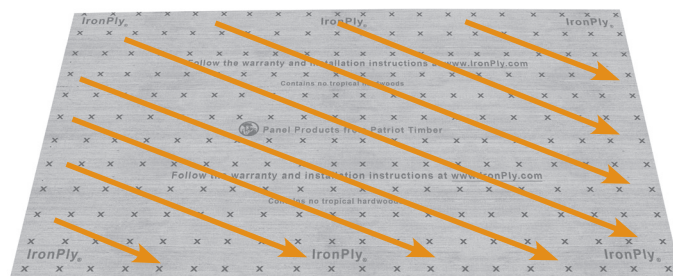 IronPly® IronPly® IronPly®
Follow the warranty and installation instructions at www.IronPly.com
Contains no tropical hardwoods
Panel Products from Patriot Timber
Follow the warranty and installation instructions at www.IronPly.com
Contains no tropical hardwoods
IronPly® IronPly® IronPly®